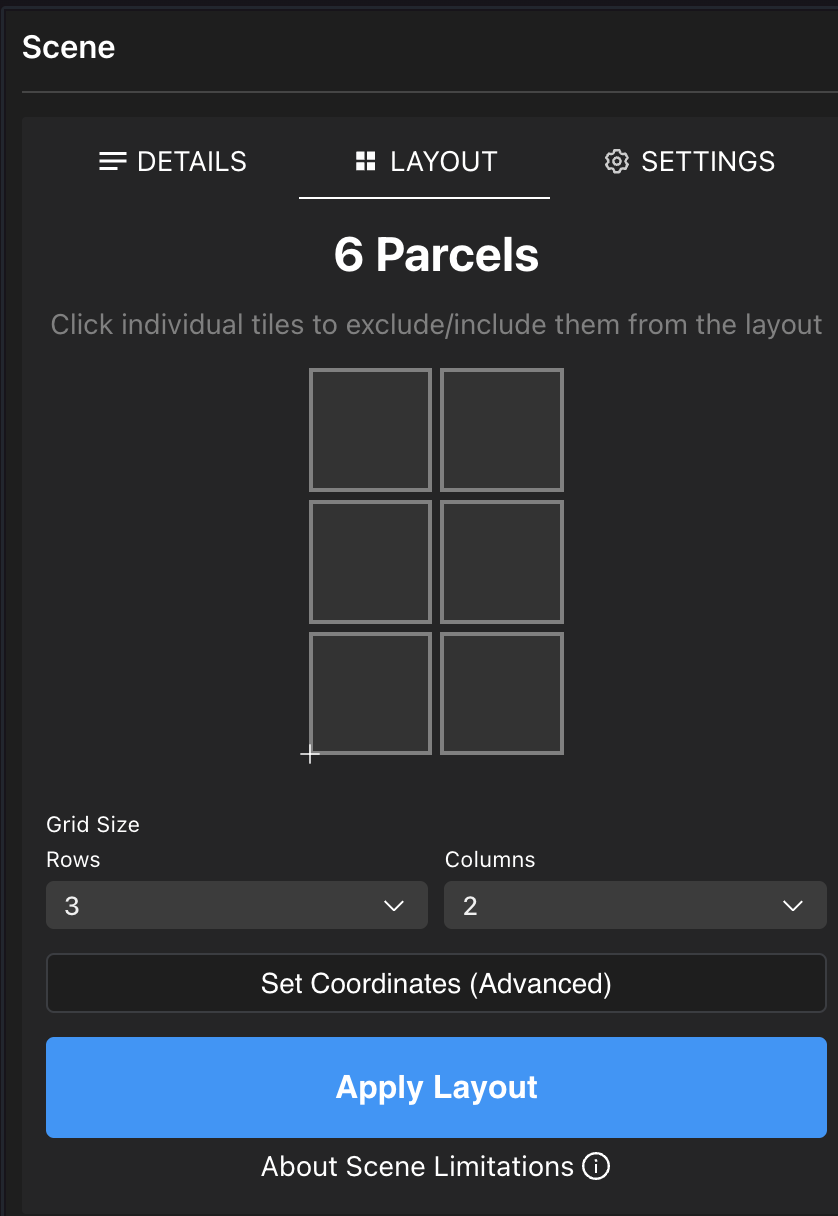 Scene
DETAILS LAYOUT SETTINGS
6 Parcels
Click individual tiles to exclude/include them from the layout
Grid Size
Rows Columns
3 2
Set Coordinates (Advanced)
Apply Layout
About Scene Limitations